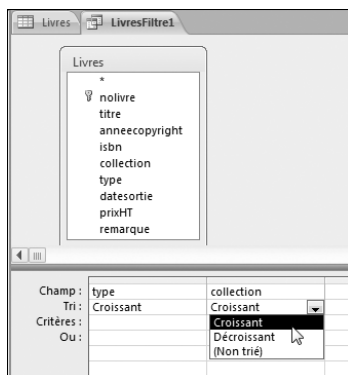 Livres LivresFiltre1
Livres
*
nolivre
titre
anneecopyright
isbn
collection
type
datesortie
prixHT
remarque
Champ : type collection
Tri : Croissant Croissant
Critères : Croissant
Ou : Décroissant
(Non trié)